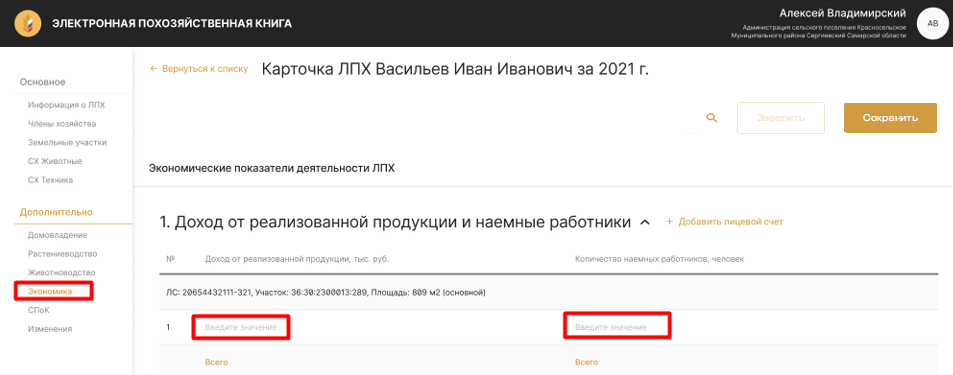 ЭЛЕКТРОННАЯ ПОХОЗЯЙСТВЕННАЯ КНИГА
Алексей Владимирский
Администрация сельского поселения Красносельское
Муниципального района Сергиевский Самарской области
АВ
Основное
Информация о ЛПХ
Члены хозяйства
Земельные участки
СХ Животные
СХ Техника
Дополнительно
Домовладение
Растениеводство
Животноводство
Экономика
СПоК
Изменения
← Вернуться к списку
Карточка ЛПХ Васильев Иван Иванович за 2021 г.
Заверить
Сохранить
Экономические показатели деятельности ЛПХ
1. Доход от реализованной продукции и наемные работники
+ Добавить лицевой счет
№ Доход от реализованной продукции, тыс. руб. Количество наемных работников, человек
ЛС: 20654432111-321, Участок: 36:30:2300013:289, Площадь: 809 м2 (основной)
1 Введите значение Введите значение
Всего Всего